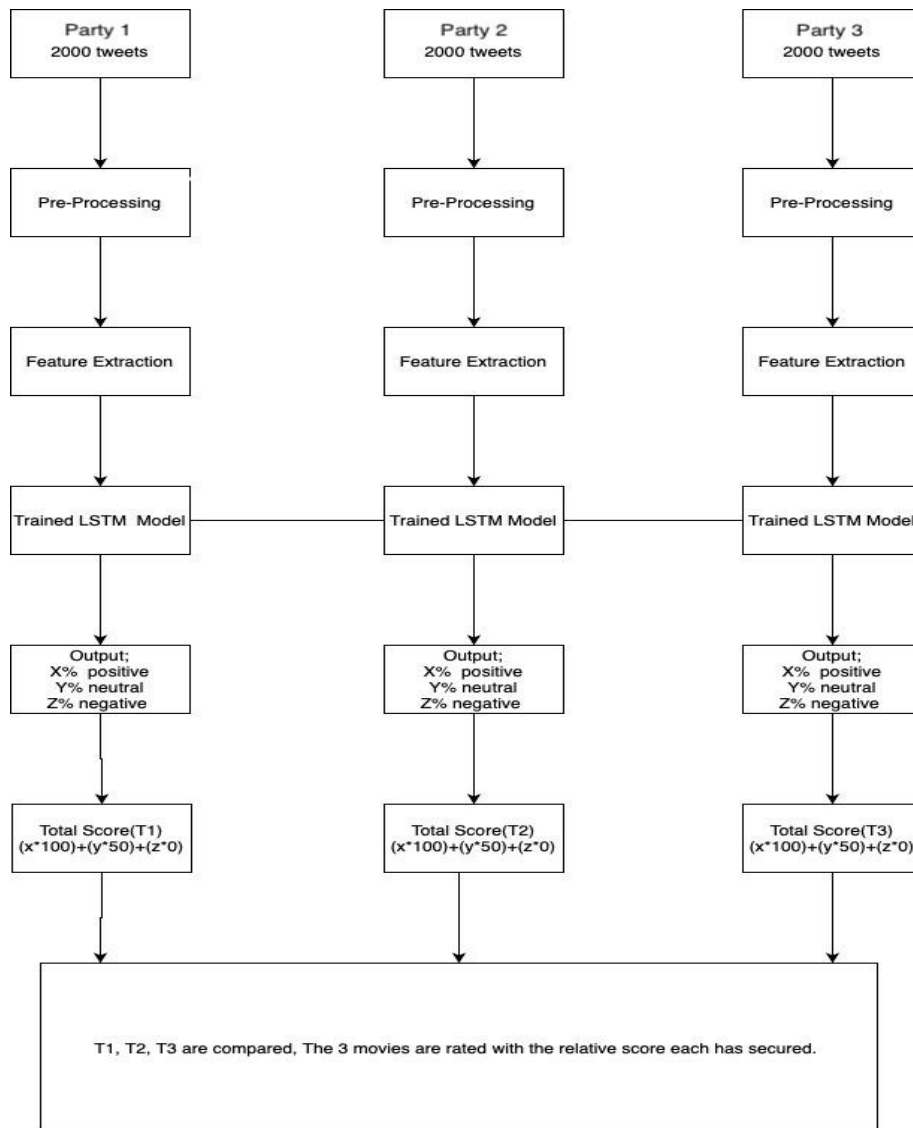 Party 1
2000 tweets
Party 2
2000 tweets
Party 3
2000 tweets
Pre-Processing
Pre-Processing
Pre-Processing
Feature Extraction
Feature Extraction
Feature Extraction
Trained LSTM Model
Trained LSTM Model
Trained LSTM Model
Output;
X% positive
Y% neutral
Z% negative
Output;
X% positive
Y% neutral
Z% negative
Output;
X% positive
Y% neutral
Z% negative
Total Score(T1)
(x*100)+(y*50)+(z*0)
Total Score(T2)
(x*100)+(y*50)+(z*0)
Total Score(T3)
(x*100)+(y*50)+(z*0)
T1, T2, T3 are compared, The 3 movies are rated with the relative score each has secured.